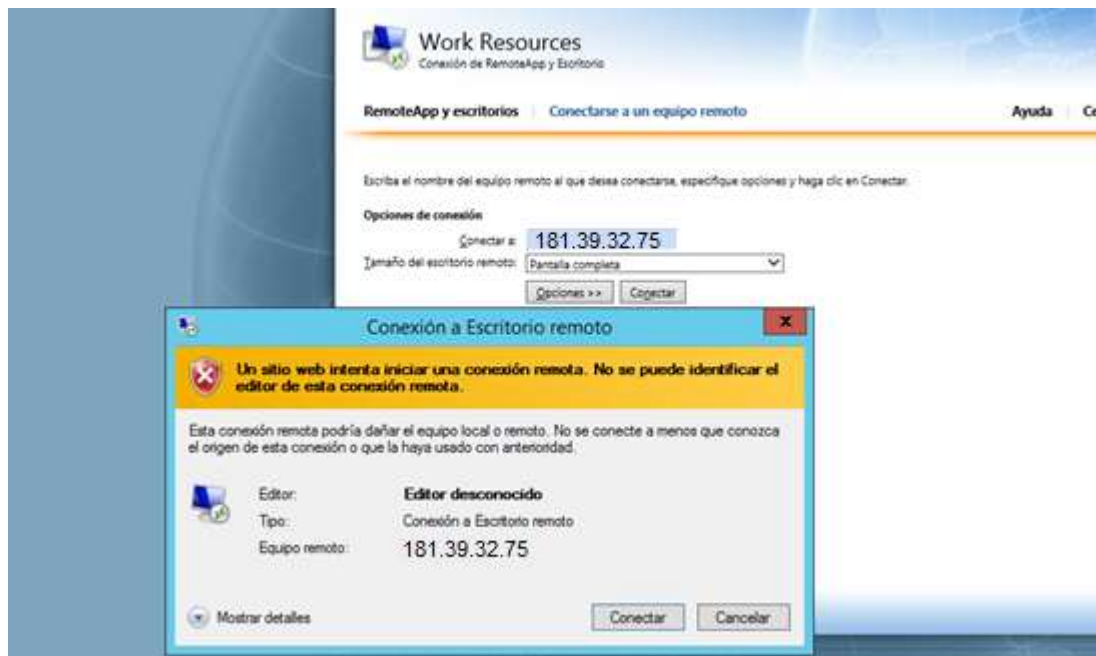 Work Resources
Conexión de RemoteApp y Escritorio
RemoteApp y escritorios Conectarse a un equipo remoto Ayuda Ce
Escriba el nombre del equipo remoto al que desea conectarse, especifique opciones y haga clic en Conectar.
Opciones de conexión
Conectar a: 181.39.32.75
Tamaño del escritorio remoto: Pantalla completa
Opciones >> Conectar
Conexión a Escritorio remoto
Un sitio web intenta iniciar una conexión remota. No se puede identificar el
editor de esta conexión remota.
Esta conexión remota podría dañar el equipo local o remoto. No se conecte a menos que conozca
el origen de esta conexión o que la haya usado con anterioridad.
Editor: Editor desconocido
Tipo: Conexión a Escritorio remoto
Equipo remoto: 181.39.32.75
Mostrar detalles Conectar Cancelar